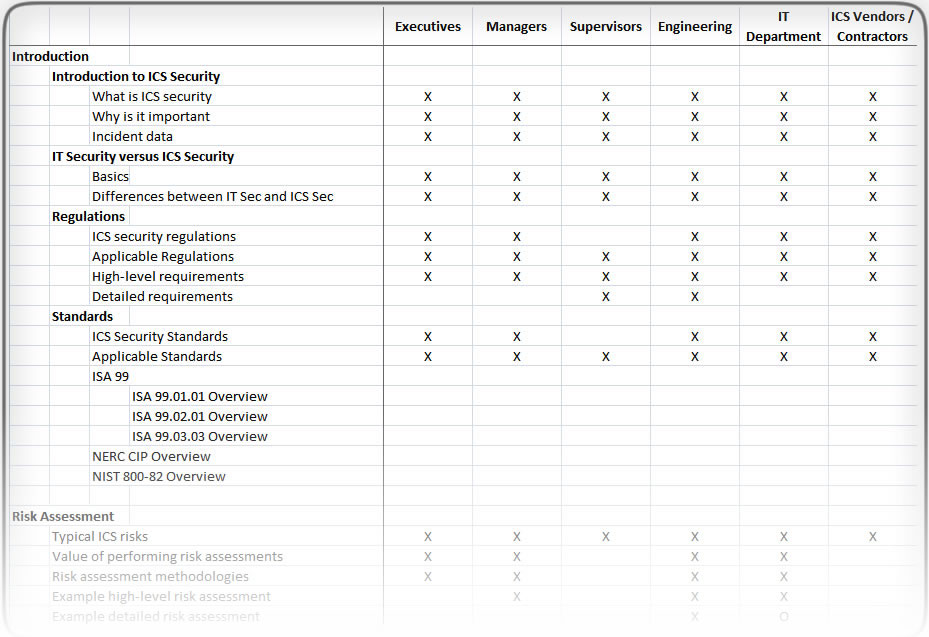 Executives Managers Supervisors Engineering IT Department ICS Vendors / Contractors
Introduction
Introduction to ICS Security
What is ICS security X X X X X X
Why is it important X X X X X X
Incident data X X X X X X
IT Security versus ICS Security
Basics X X X X X X
Differences between IT Sec and ICS Sec X X X X X X
Regulations
ICS security regulations X X X X X
Applicable Regulations X X X X X X
High-level requirements X X X X X X
Detailed requirements X X
Standards
ICS Security Standards X X X X X
Applicable Standards X X X X X X
ISA 99
ISA 99.01.01 Overview
ISA 99.02.01 Overview
ISA 99.03.03 Overview
NERC CIP Overview
NIST 800-82 Overview
Risk Assessment
Typical ICS risks X X X X X X
Value of performing risk assessments X X X X
Risk assessment methodologies X X X X
Example high-level risk assessment X X X
Example detailed risk assessment X O